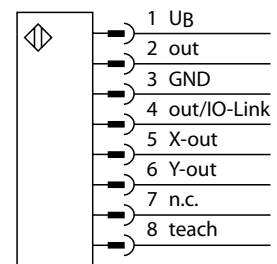 1 UB
2 out
3 GND
4 out/IO-Link
5 X-out
6 Y-out
7 n.c.
8 teach